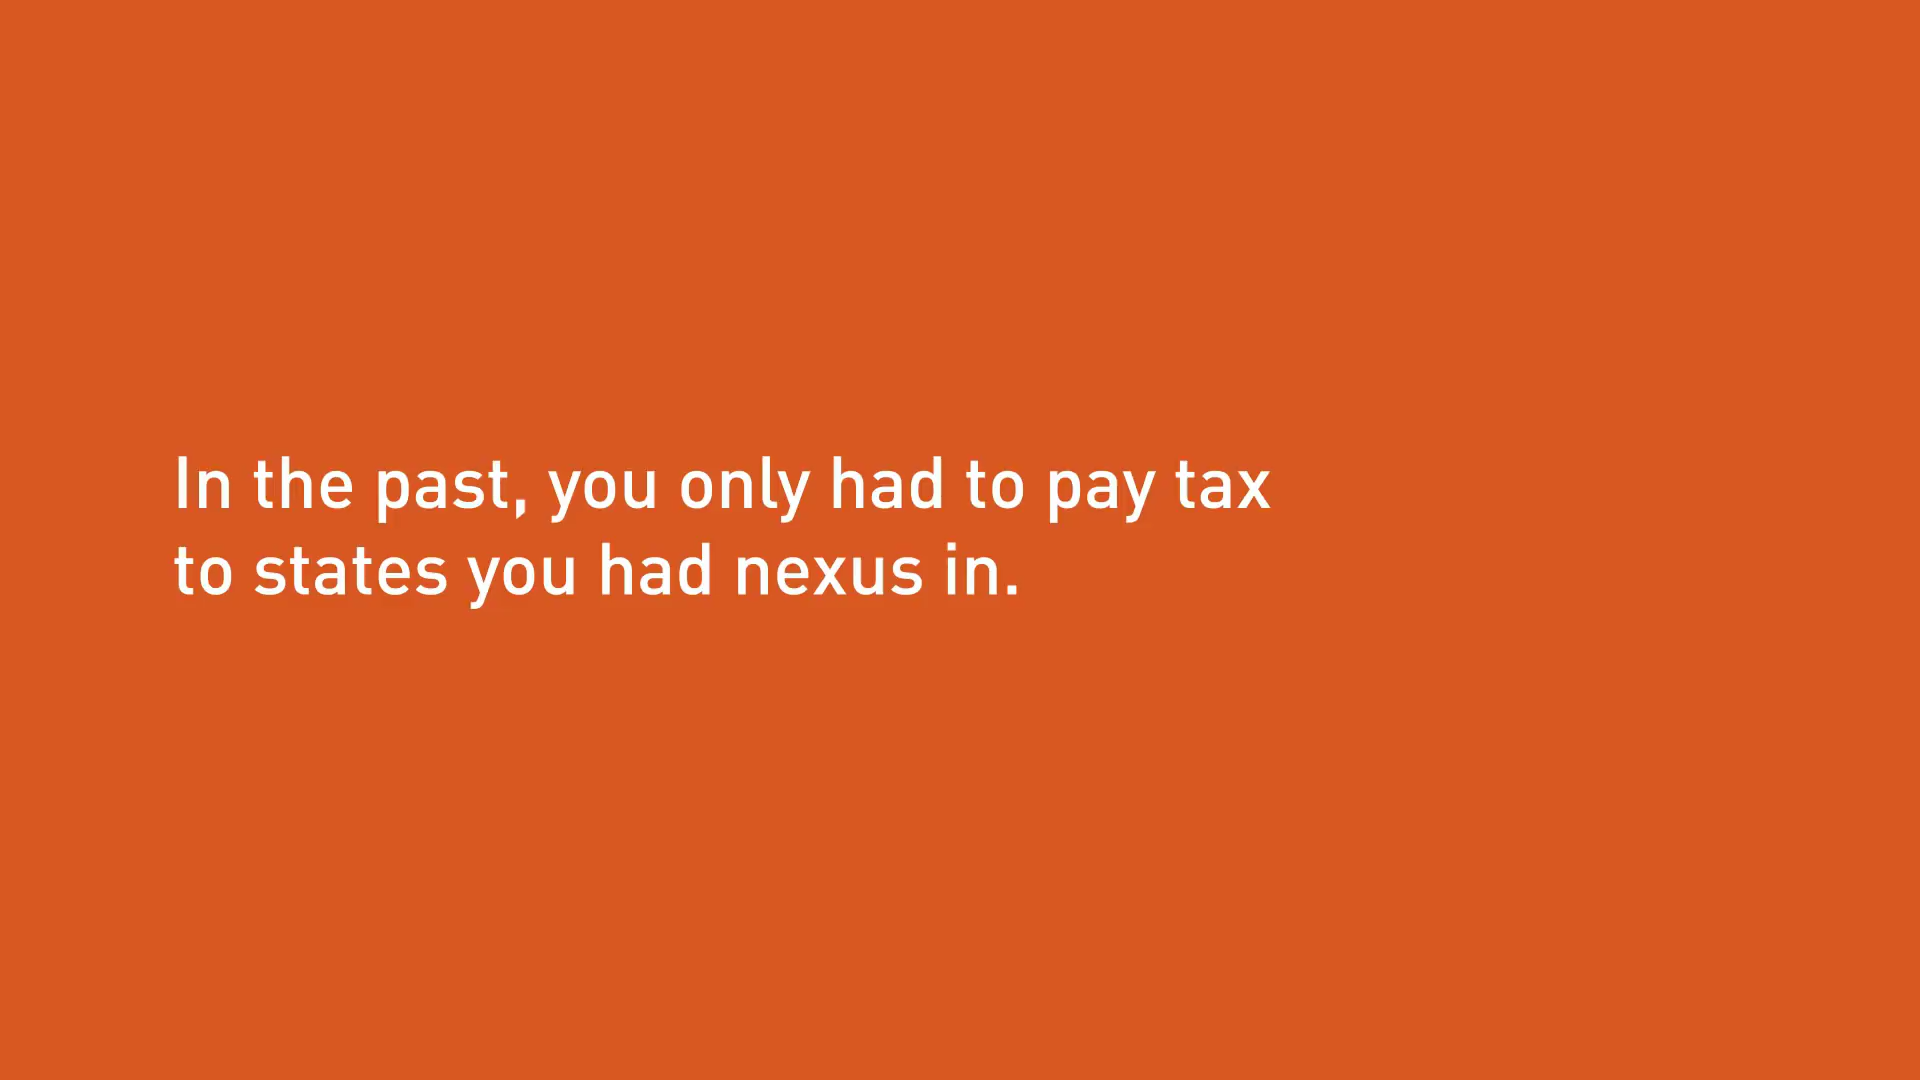 In the past, you only had to pay tax
to states you had nexus in.